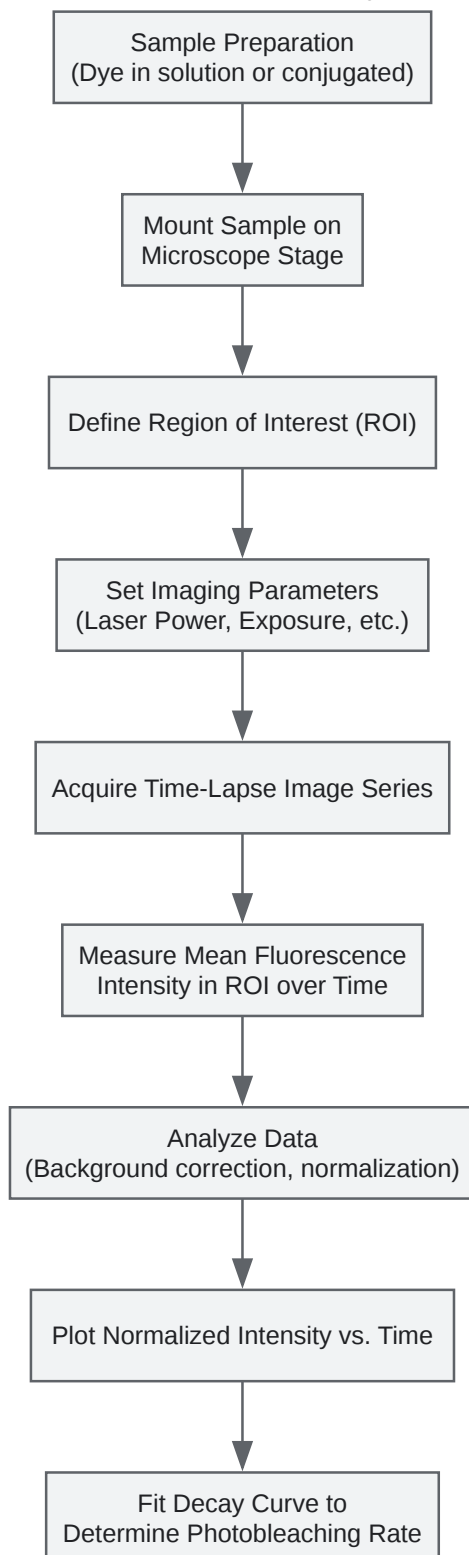 Sample Preparation
(Dye in solution or conjugated)
Mount Sample on
Microscope Stage
Define Region of Interest (ROI)
Set Imaging Parameters
(Laser Power, Exposure, etc.)
Acquire Time-Lapse Image Series
Measure Mean Fluorescence
Intensity in ROI over Time
Analyze Data
(Background correction, normalization)
Plot Normalized Intensity vs. Time
Fit Decay Curve to
Determine Photobleaching Rate